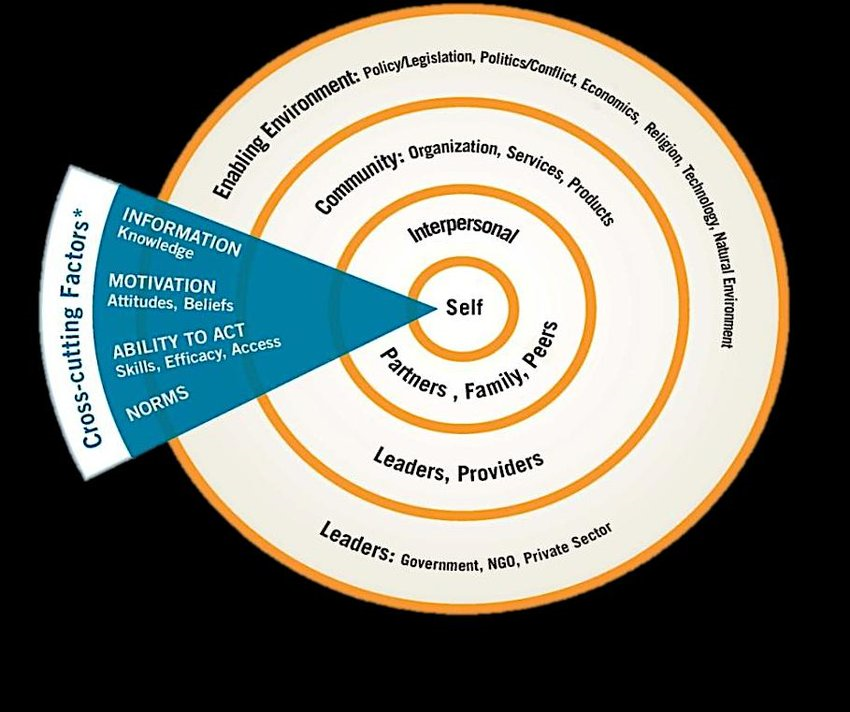 Enabling Environment: Policy/Legislation, Politics/Conflict, Economics, Religion, Technology, Natural Environment
Community: Organization, Services, Products
Interpersonal
Self
Partners , Family, Peers
Leaders, Providers
Leaders: Government, NGO, Private Sector
Cross-cutting Factors*
INFORMATION
Knowledge
MOTIVATION
Attitudes, Beliefs
ABILITY TO ACT
Skills, Efficacy, Access
NORMS